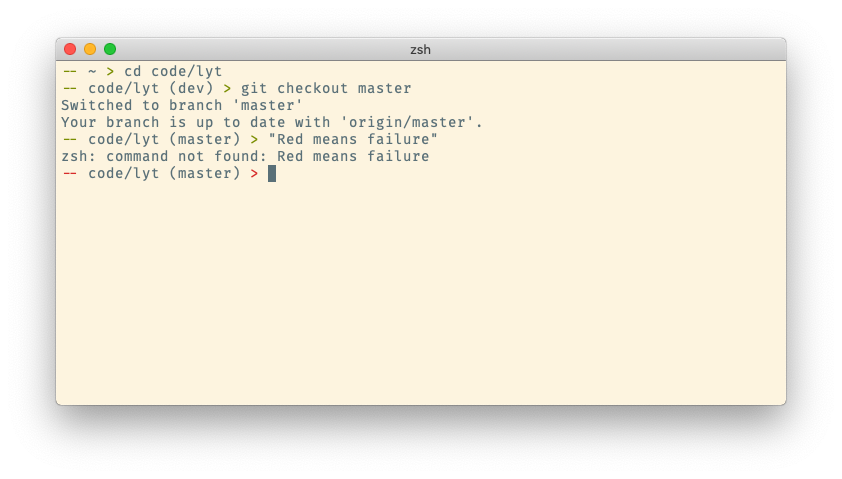 zsh
-- ~ > cd code/lyt
-- code/lyt (dev) > git checkout master
Switched to branch 'master'
Your branch is up to date with 'origin/master'.
-- code/lyt (master) > "Red means failure"
zsh: command not found: Red means failure
-- code/lyt (master) >